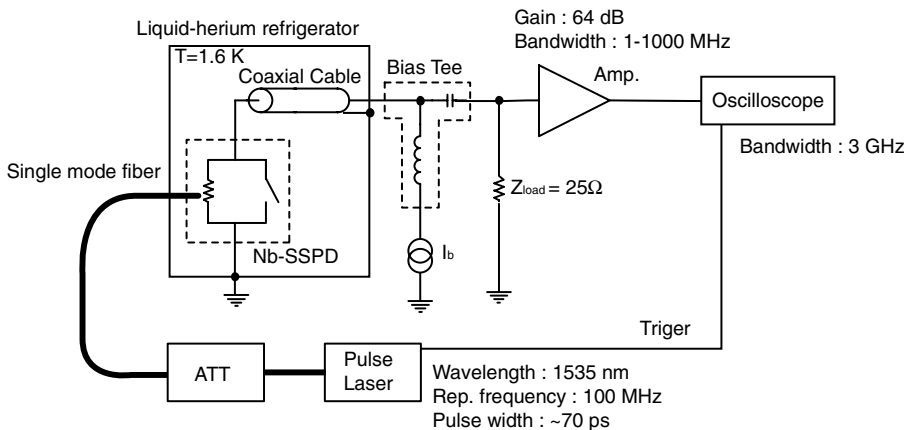 Gain : 64 dB
Bandwidth : 1-1000 MHz
Liquid-herium refrigerator
T=1.6 K
Coaxial Cable
Bias Tee
Amp.
Oscilloscope
Bandwidth : 3 GHz
Single mode fiber
Zload = 25Ω
Nb-SSPD
Ib
Triger
ATT
Pulse
Laser
Wavelength : 1535 nm
Rep. frequency : 100 MHz
Pulse width : ~70 ps